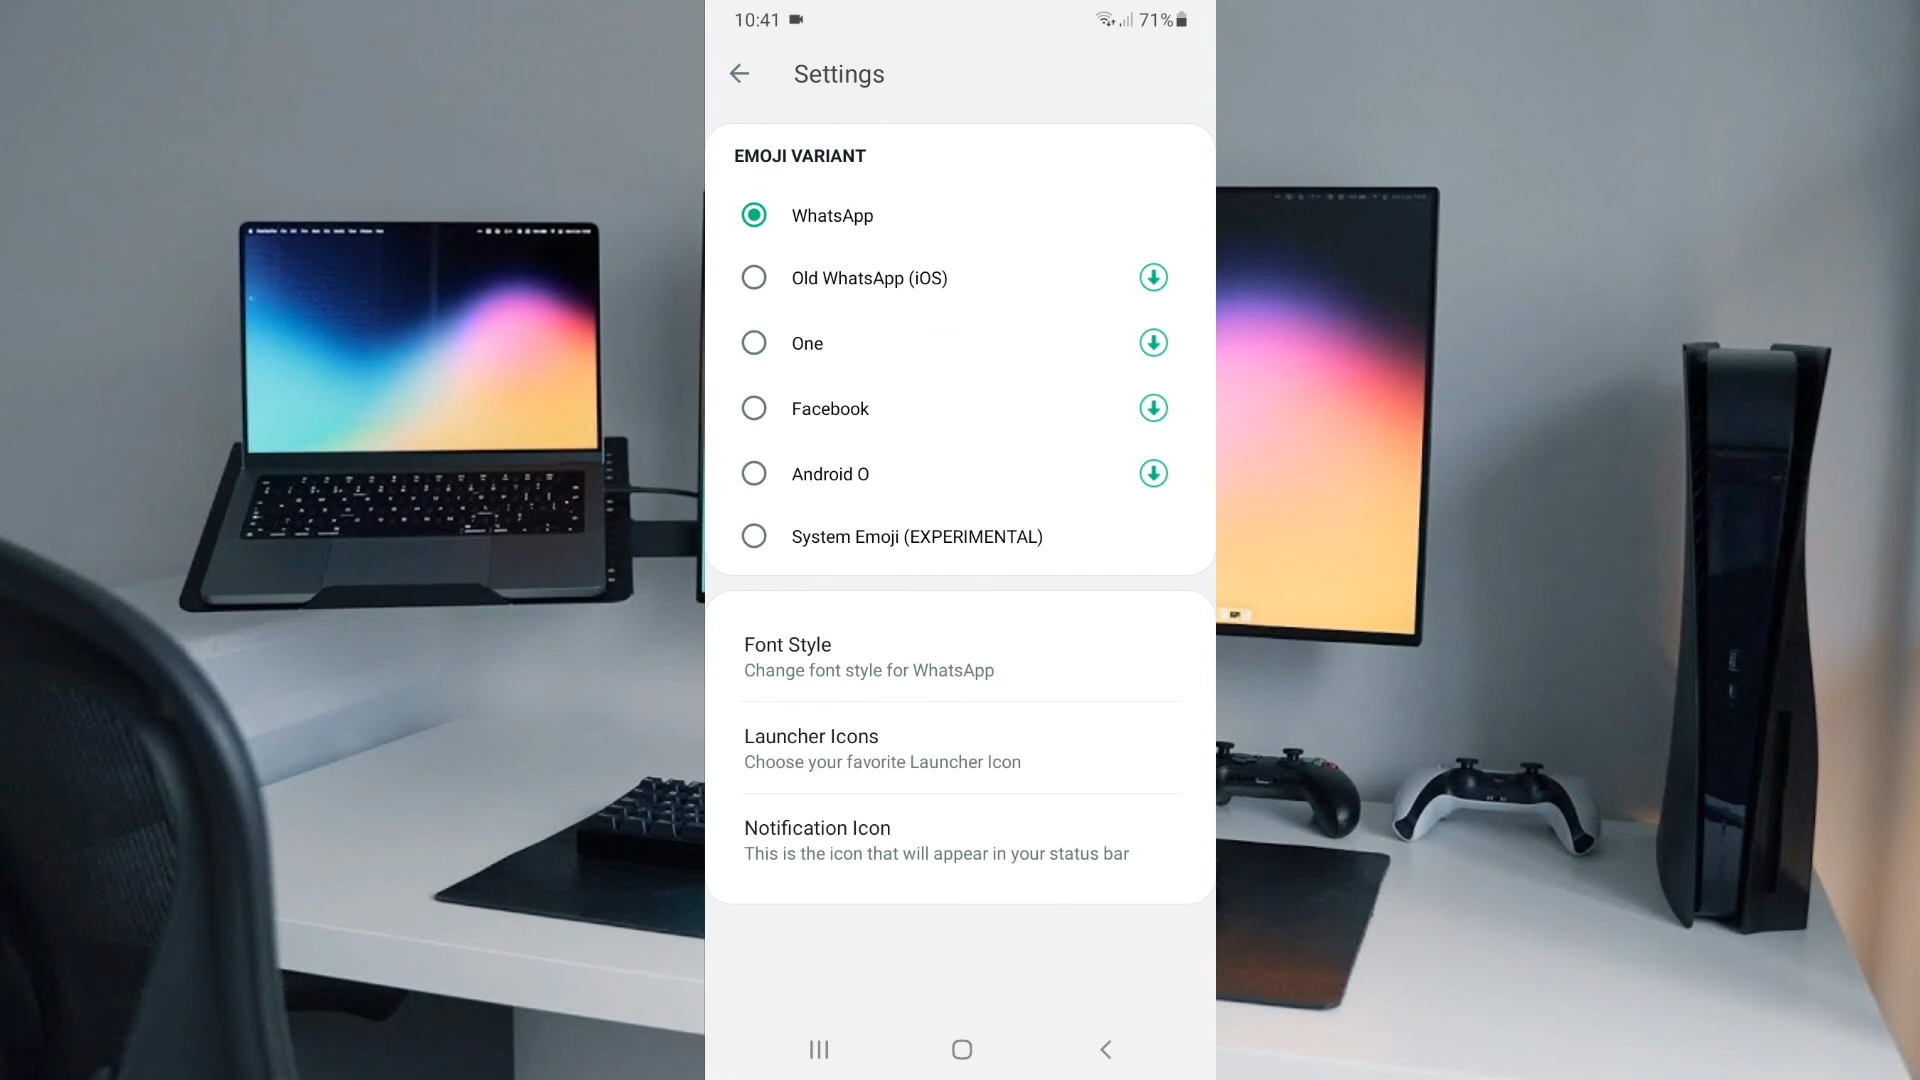 10:41
71%
Settings
EMOJI VARIANT
WhatsApp
Old WhatsApp (iOS)
One
Facebook
Android O
System Emoji (EXPERIMENTAL)
Font Style
Change font style for WhatsApp
Launcher Icons
Choose your favorite Launcher Icon
Notification Icon
This is the icon that will appear in your status bar